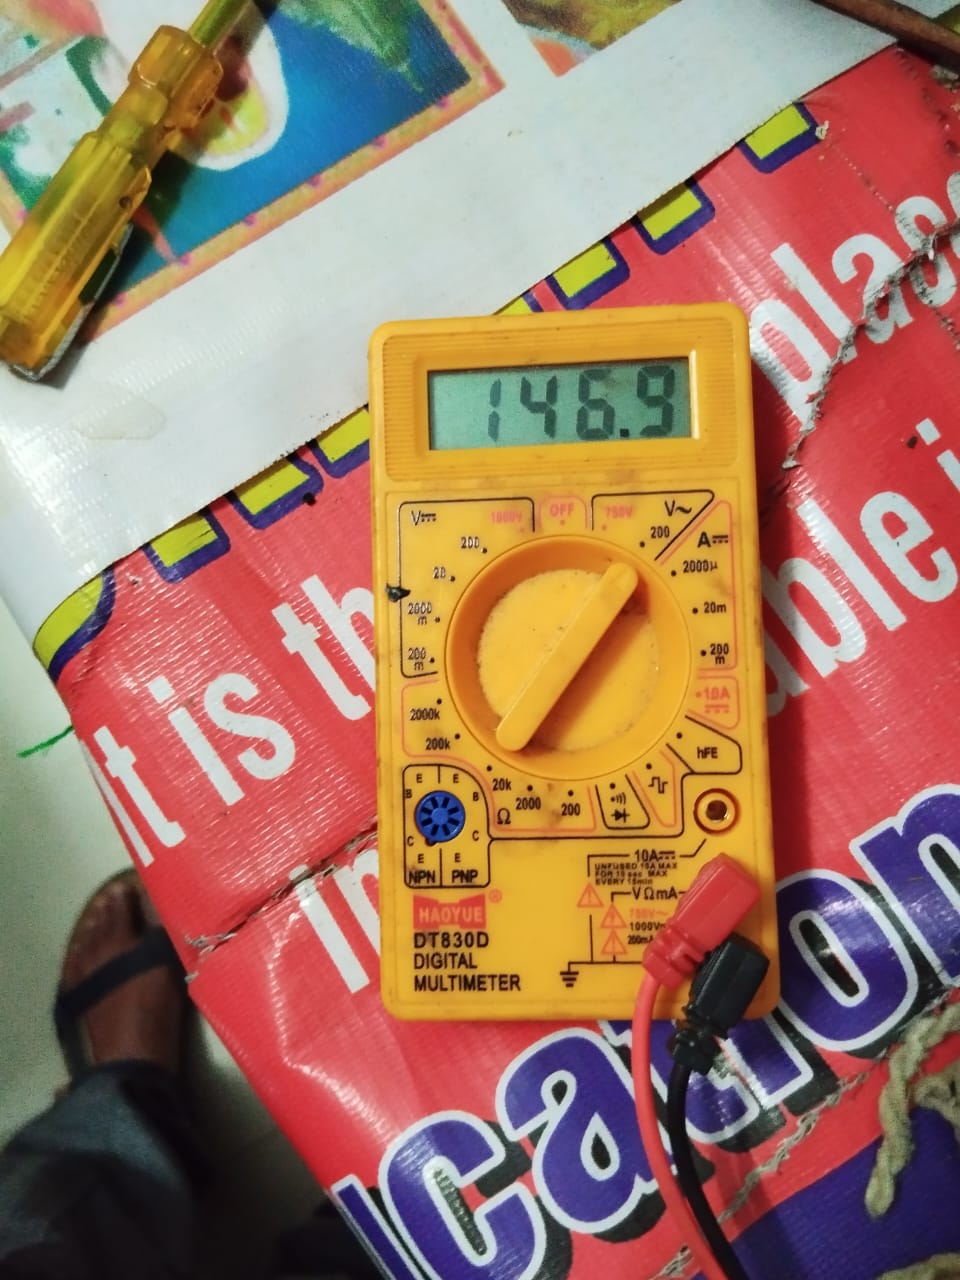 place
It is th
able i
in
cation
146.9
V⎓
1000V
OFF
750V
V~
200
200
A⎓
20
2000µ
2000
m
20m
200
m
200
m
2000k
10A
200k
hFE
20k
2000
200
Ω
E E
B B
C C
E E
NPN PNP
10A⎓
UNFUSED 10A MAX
FOR 10 sec MAX
EVERY 15min
VΩmA
750V~
1000V⎓
200mA
HAOYUE®
DT830D
DIGITAL
MULTIMETER